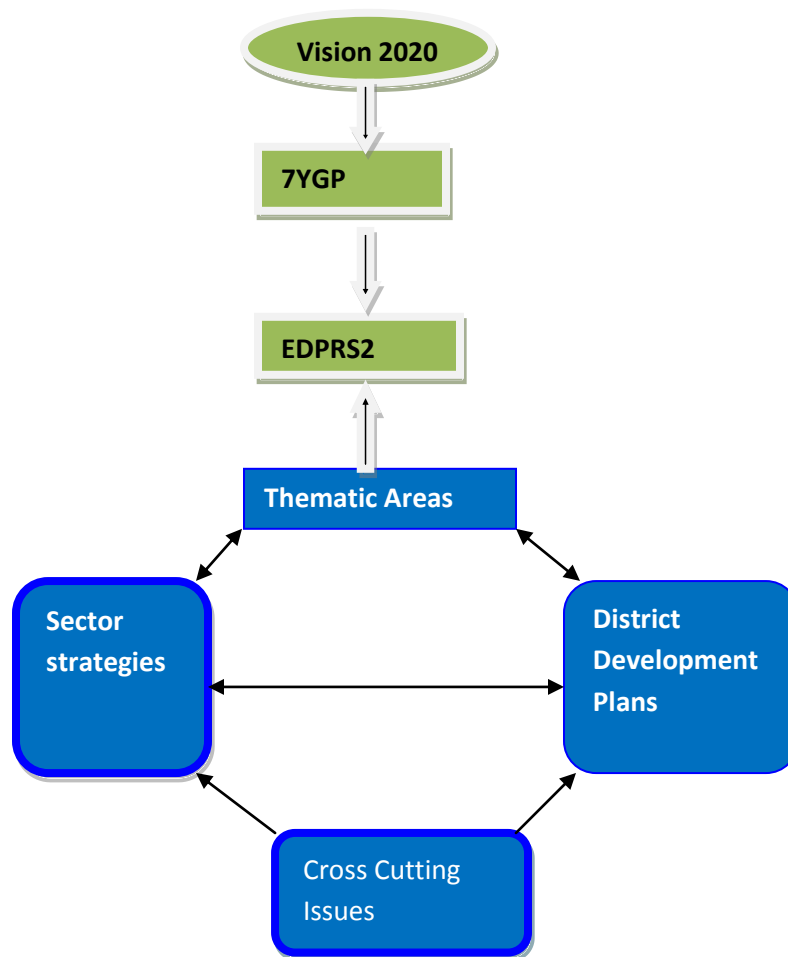 Vision 2020
7YGP
EDPRS2
Thematic Areas
Sector
strategies
District
Development
Plans
Cross Cutting
Issues